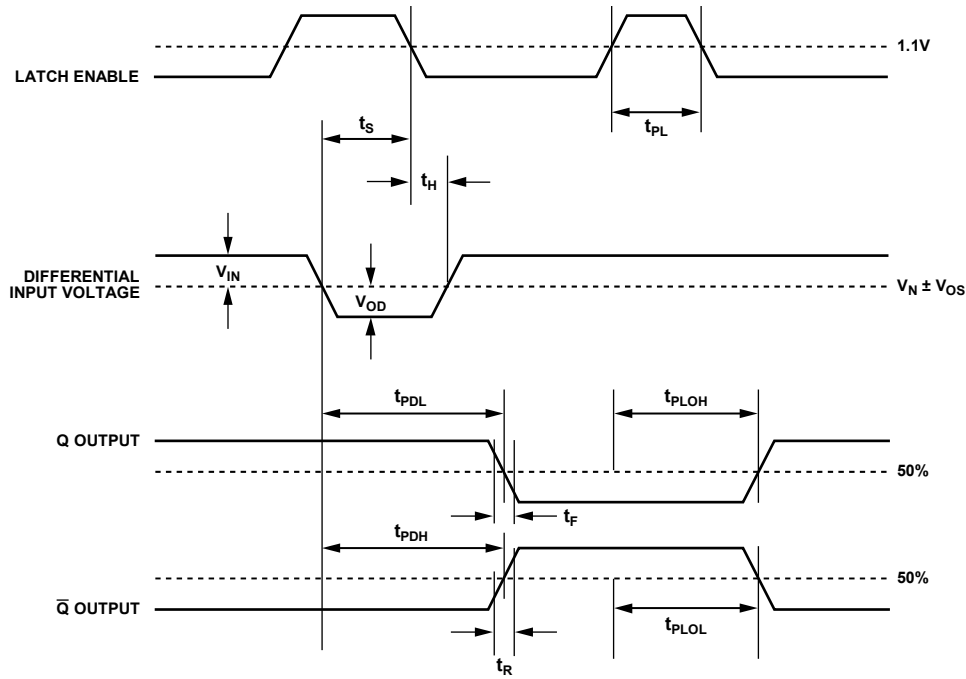 1.1V
LATCH ENABLE
tS
tPL
tH
VIN
DIFFERENTIAL
INPUT VOLTAGE
VOD
VN ± VOS
tPDL
tPLOH
Q OUTPUT
50%
tF
tPDH
50%
Q̅ OUTPUT
tPLOL
tR